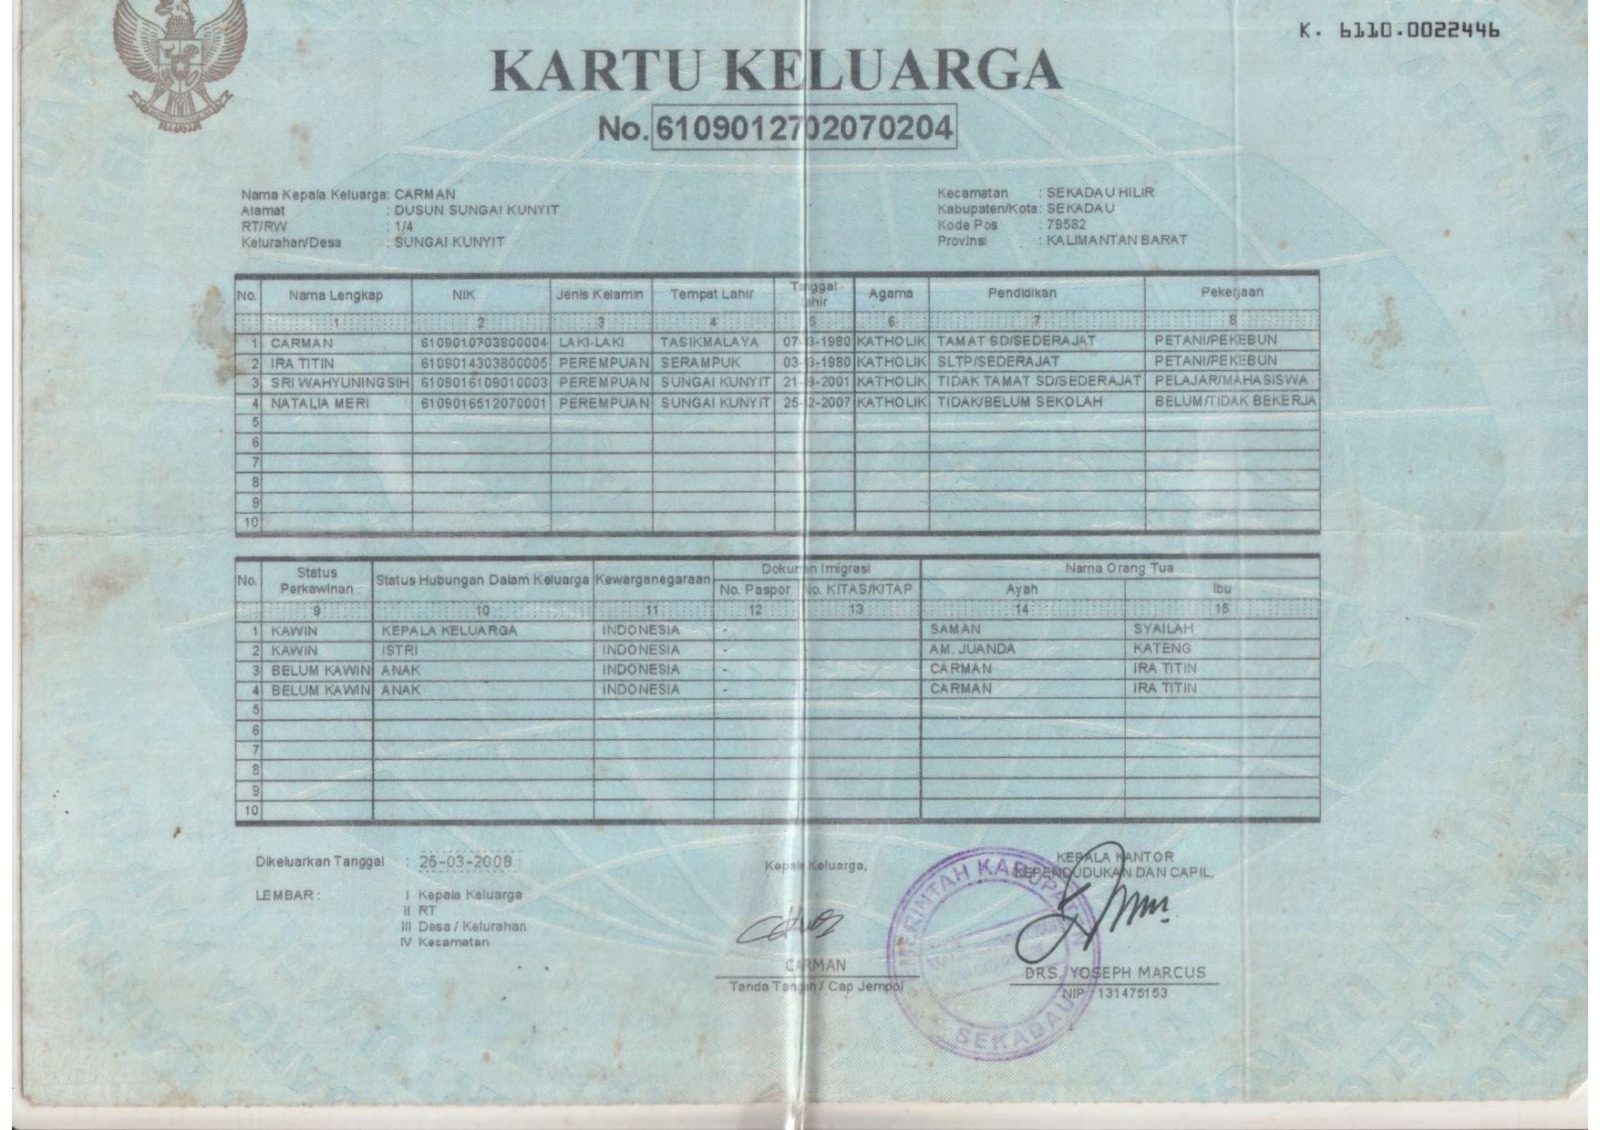 K. 6110.0022446
KARTU KELUARGA
No. 6109012702070204
Nama Kepala Keluarga: CARMAN
Alamat : DUSUN SUNGAI KUNYIT
RT/RW : 1/4
Kelurahan/Desa : SUNGAI KUNYIT
Kecamatan : SEKADAU HILIR
Kabupaten/Kota: SEKADAU
Kode Pos : 79582
Provinsi : KALIMANTAN BARAT
No. Nama Lengkap NIK Jenis Kelamin Tempat Lahir Tanggal Lahir Agama Pendidikan Pekerjaan
1 2 3 4 5 6 7 8
1 CARMAN 6109010703800004 LAKI-LAKI TASIKMALAYA KATHOLIK TAMAT SD/SEDERAJAT PETANI/PEKEBUN
2 IRA TITIN 6109014303800005 PEREMPUAN SERAMPUK KATHOLIK SLTP/SEDERAJAT PETANI/PEKEBUN
3 SRI WAHYUNINGSIH 6109016109010003 PEREMPUAN SUNGAI KUNYIT KATHOLIK TIDAK TAMAT SD/SEDERAJAT PELAJAR/MAHASISWA
4 NATALIA MERI 6109016512070001 PEREMPUAN SUNGAI KUNYIT KATHOLIK TIDAK/BELUM SEKOLAH BELUM/TIDAK BEKERJA
5
6
7
8
9
10
No. Status Perkawinan Status Hubungan Dalam Keluarga Kewarganegaraan Dokumen Imigrasi Nama Orang Tua
No. Paspor No. KITAS/KITAP Ayah Ibu
9 10 11 12 13 14 15
1 KAWIN KEPALA KELUARGA INDONESIA - SAMAN SYAILAH
2 KAWIN ISTRI INDONESIA - AM. JUANDA KATENG
3 BELUM KAWIN ANAK INDONESIA - CARMAN IRA TITIN
4 BELUM KAWIN ANAK INDONESIA - CARMAN IRA TITIN
5
6
7
8
9
10
Dikeluarkan Tanggal : 26-03-2008
LEMBAR : I Kepala Keluarga
II RT
III Desa / Kelurahan
IV Kecamatan
Kepala Keluarga,
CARMAN
Tanda Tangan / Cap Jempol
KEPALA KANTOR
KEPENDUDUKAN DAN CAPIL,
DRS. YOSEPH MARCUS
NIP : 131475153
PEMERINTAH KABUPATEN
SEKADAU